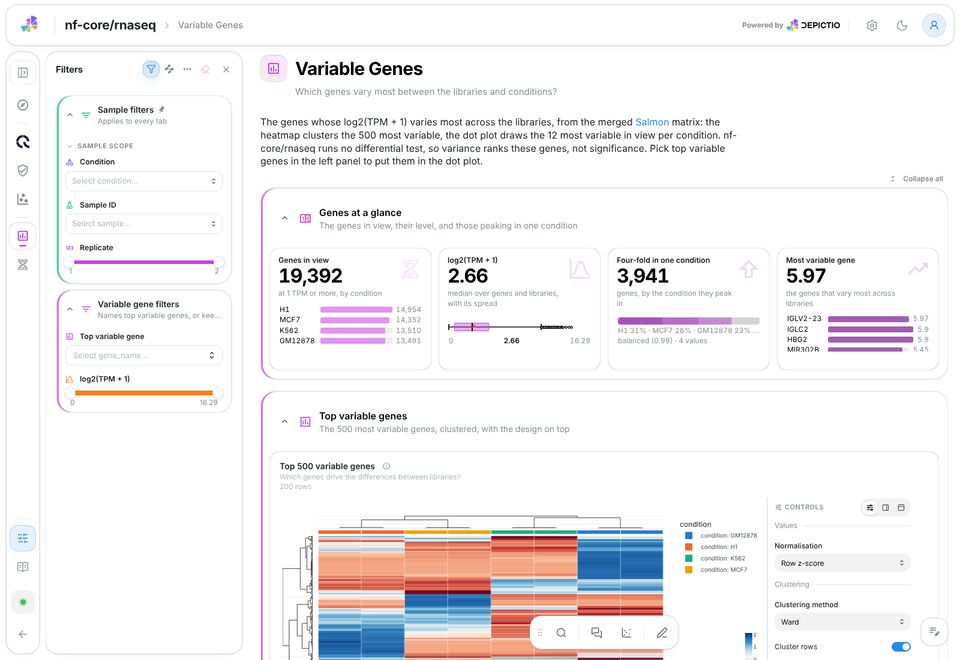 nf-core/rnaseq
Variable Genes
Powered by DEPICTIO
Filters
Sample filters
Applies to every tab
SAMPLE SCOPE
Condition
Select condition...
Sample ID
Select sample...
Replicate
1 2
Variable gene filters
Names top variable genes, or kee...
Top variable gene
Select gene_name...
log2(TPM + 1)
0 16.29
Variable Genes
Which genes vary most between the libraries and conditions?
The genes whose log2(TPM + 1) varies most across the libraries, from the merged Salmon matrix: the
heatmap clusters the 500 most variable, the dot plot draws the 12 most variable in view per condition. nf-
core/rnaseq runs no differential test, so variance ranks these genes, not significance. Pick top variable
genes in the left panel to put them in the dot plot.
Collapse all
Genes at a glance
The genes in view, their level, and those peaking in one condition
Genes in view
19,392
at 1 TPM or more, by condition
H1 14,954
MCF7 14,352
K562 13,510
GM12878 13,491
log2(TPM + 1)
2.66
median over genes and libraries,
with its spread
0 2.66 16.29
Four-fold in one condition
3,941
genes, by the condition they peak
in
H1 31% · MCF7 26% · GM12878 23% ...
balanced (0.99) · 4 values
Most variable gene
5.97
the genes that vary most across
libraries
IGLV2-23 5.97
IGLC2 5.9
HBG2 5.9
MIR302B 5.45
Top variable genes
The 500 most variable genes, clustered, with the design on top
Top 500 variable genes
Which genes drive the differences between libraries?
200 rows
condition
condition: GM12878
condition: H1
condition: K562
condition: MCF7
2
1
CONTROLS
Values
Normalisation
Row z-score
Clustering
Clustering method
Ward
Cluster rows